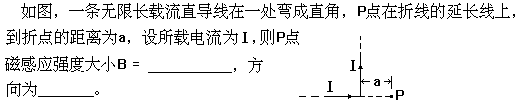 如图，一条无限长载流直导线在一处弯成直角，P点在折线的延长线上，
到折点的距离为a，设所载电流为I，则P点
磁感应强度大小B = ____________，方
向为_______。
I
a
I
P